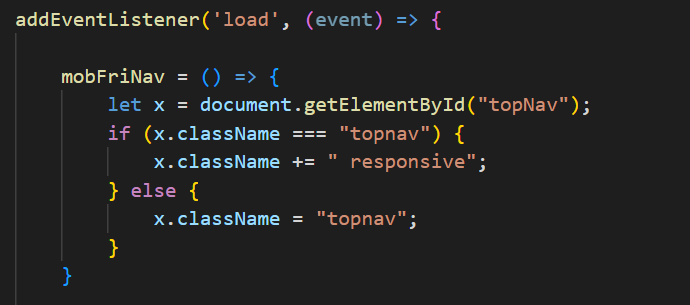 addEventListener('load', (event) => {
mobFriNav = () => {
let x = document.getElementById("topNav");
if (x.className === "topnav") {
x.className += " responsive";
} else {
x.className = "topnav";
}
}